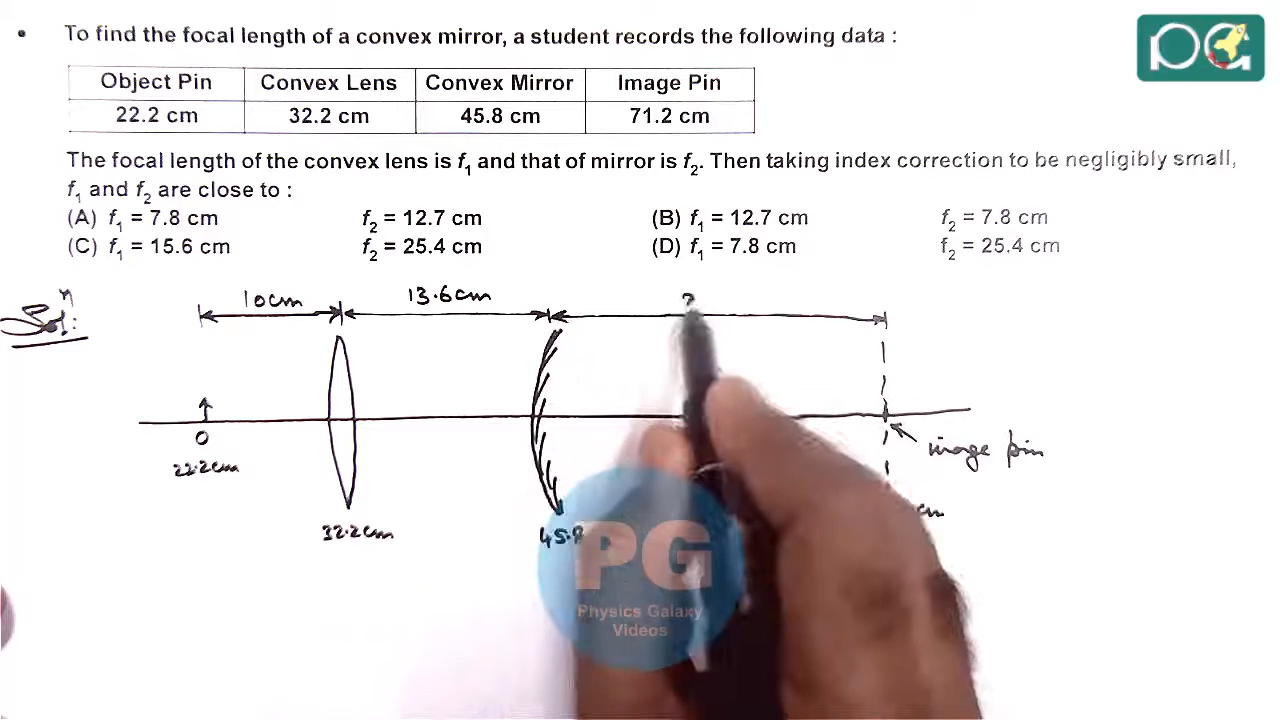 • To find the focal length of a convex mirror, a student records the following data :
Object Pin Convex Lens Convex Mirror Image Pin
22.2 cm 32.2 cm 45.8 cm 71.2 cm
The focal length of the convex lens is f₁ and that of mirror is f₂. Then taking index correction to be negligibly small,
f₁ and f₂ are close to :
(A) f₁ = 7.8 cm f₂ = 12.7 cm (B) f₁ = 12.7 cm f₂ = 7.8 cm
(C) f₁ = 15.6 cm f₂ = 25.4 cm (D) f₁ = 7.8 cm f₂ = 25.4 cm
Solⁿ:
10cm 13.6cm
O
22.2cm
image pin
32.2cm 45.8 cm
PG
Physics Galaxy
Videos